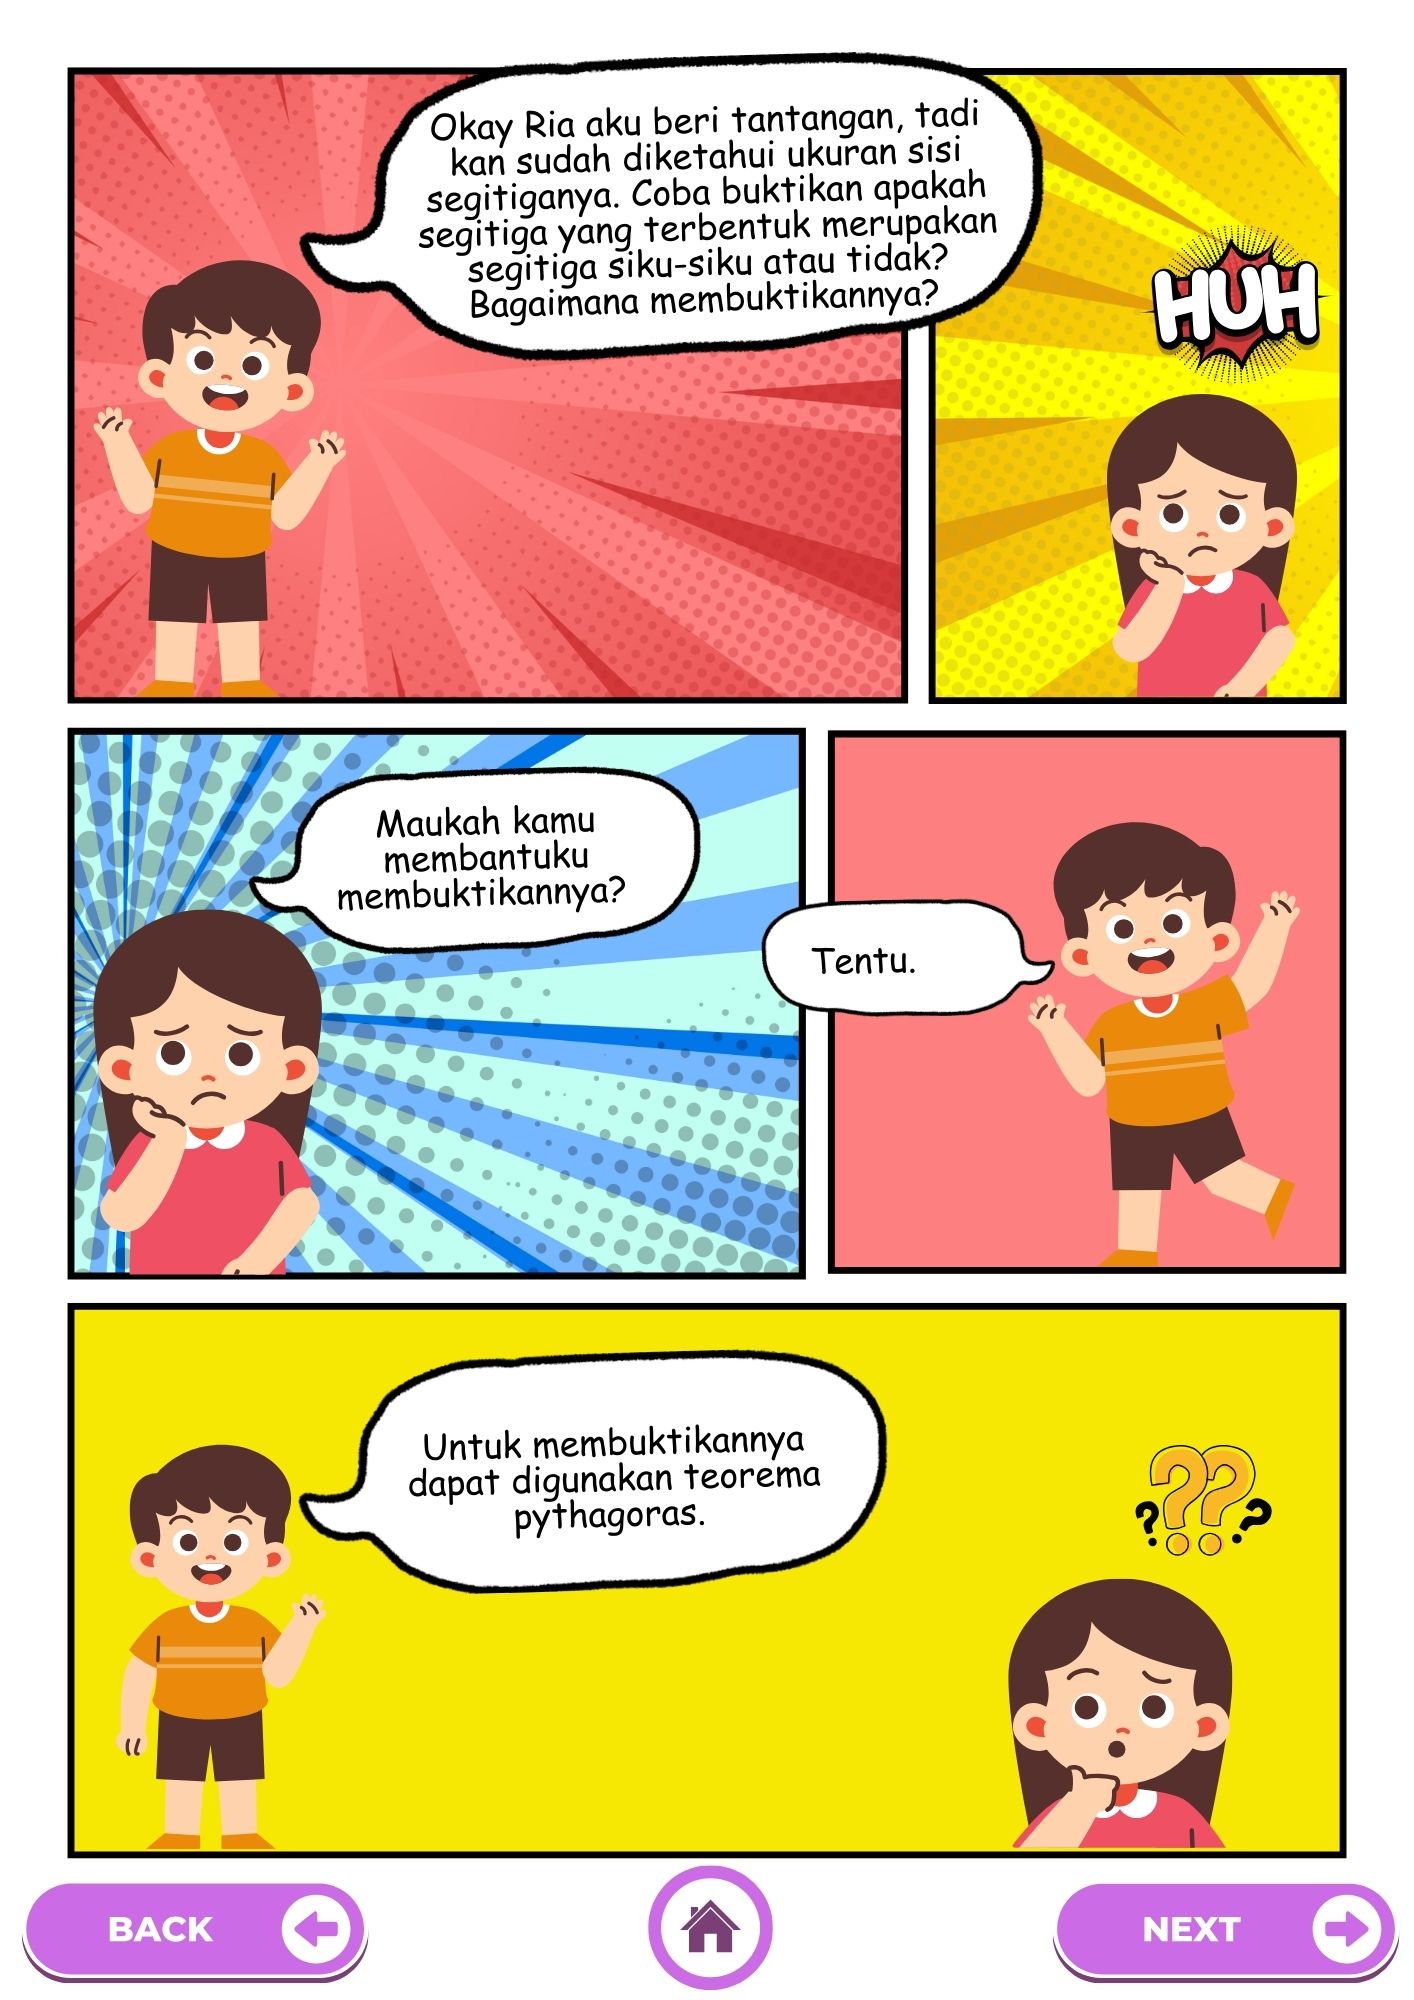 Okay Ria aku beri tantangan, tadi
kan sudah diketahui ukuran sisi
segitiganya. Coba buktikan apakah
segitiga yang terbentuk merupakan
segitiga siku-siku atau tidak?
Bagaimana membuktikannya?
HUH
Maukah kamu
membantuku
membuktikannya?
Tentu.
Untuk membuktikannya
dapat digunakan teorema
pythagoras.
????
BACK
NEXT